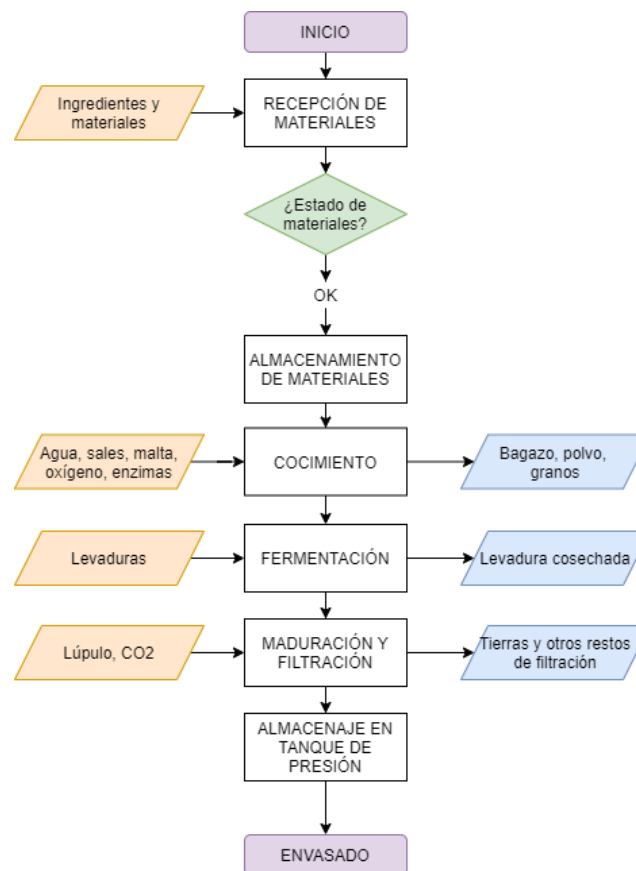 INICIO
Ingredientes y
materiales
RECEPCIÓN DE
MATERIALES
¿Estado de
materiales?
OK
ALMACENAMIENTO
DE MATERIALES
Agua, sales, malta,
oxígeno, enzimas
COCIMIENTO
Bagazo, polvo,
granos
Levaduras
FERMENTACIÓN
Levadura cosechada
Lúpulo, CO2
MADURACIÓN Y
FILTRACIÓN
Tierras y otros restos
de filtración
ALMACENAJE EN
TANQUE DE
PRESIÓN
ENVASADO